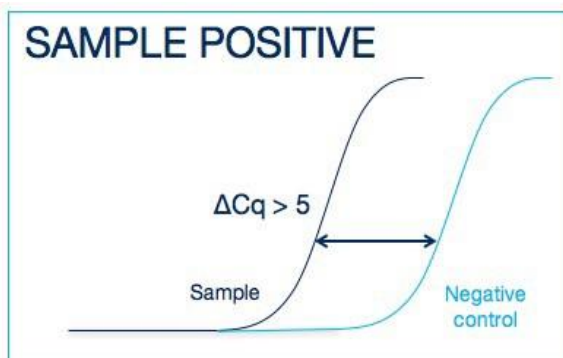 SAMPLE POSITIVE
ΔCq > 5
Sample
Negative
control